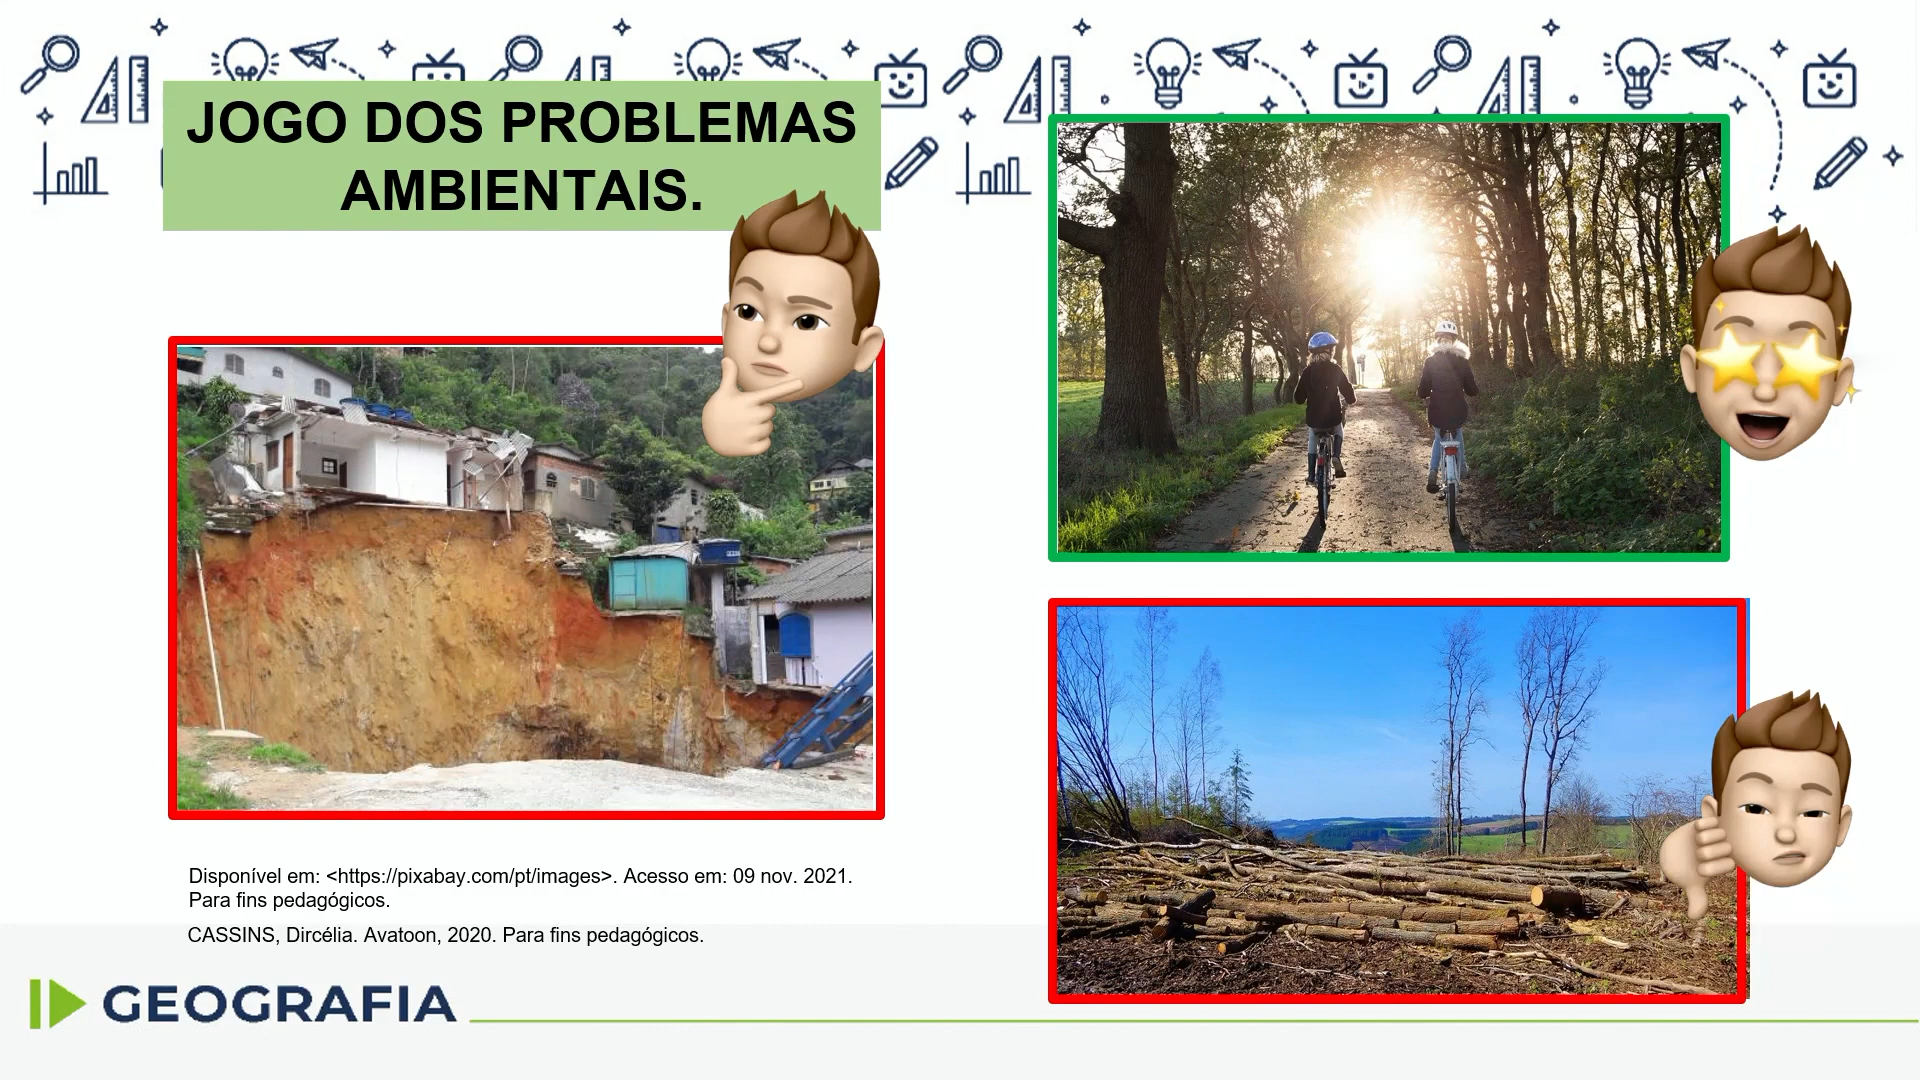 JOGO DOS PROBLEMAS
AMBIENTAIS.
Disponível em: <https://pixabay.com/pt/images>. Acesso em: 09 nov. 2021.
Para fins pedagógicos.
CASSINS, Dircélia. Avatoon, 2020. Para fins pedagógicos.
GEOGRAFIA